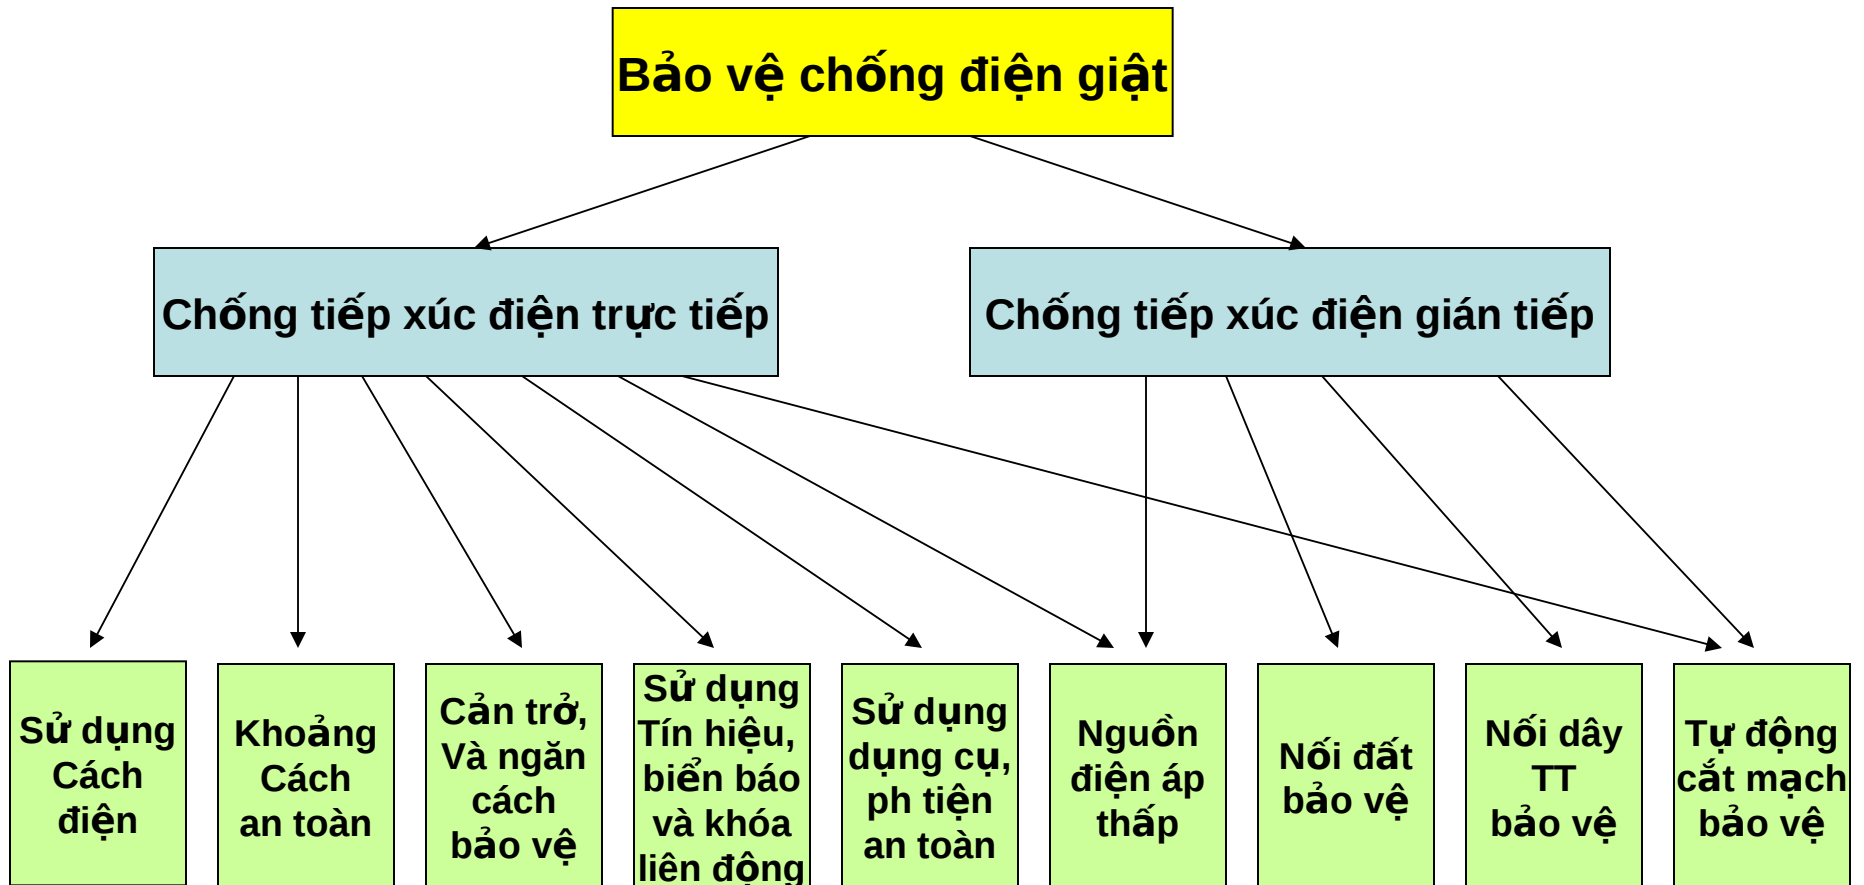 Bảo vệ chống điện giật
Chống tiếp xúc điện trực tiếp
Chống tiếp xúc điện gián tiếp
Sử dụng
Cách
điện
Khoảng
Cách
an toàn
Cản trở,
Và ngăn
cách
bảo vệ
Sử dụng
Tín hiệu,
biển báo
và khóa
liên động
Sử dụng
dụng cụ,
ph tiện
an toàn
Nguồn
điện áp
thấp
Nối đất
bảo vệ
Nối dây
TT
bảo vệ
Tự động
cắt mạch
bảo vệ